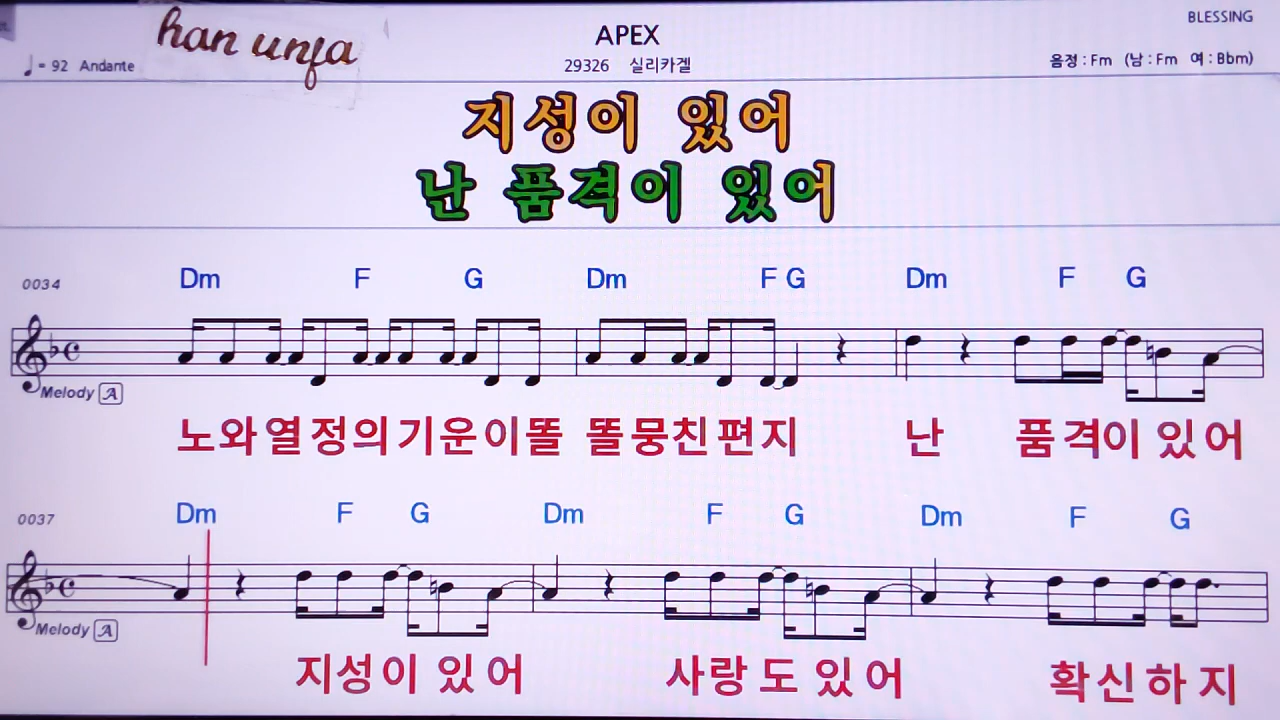 BLESSING
han unfa
APEX
♩= 92 Andante
29326 실리카겔
음정 : Fm (남 : Fm 여 : Bbm)
지성이 있어
난 품격이 있어
0034 Dm F G Dm F G Dm F G
Melody A
노와열정의기운이똘 똘뭉친편지 난 품격이 있어
0037 Dm F G Dm F G Dm F G
Melody A
지성이 있어 사랑도 있어 확신하지